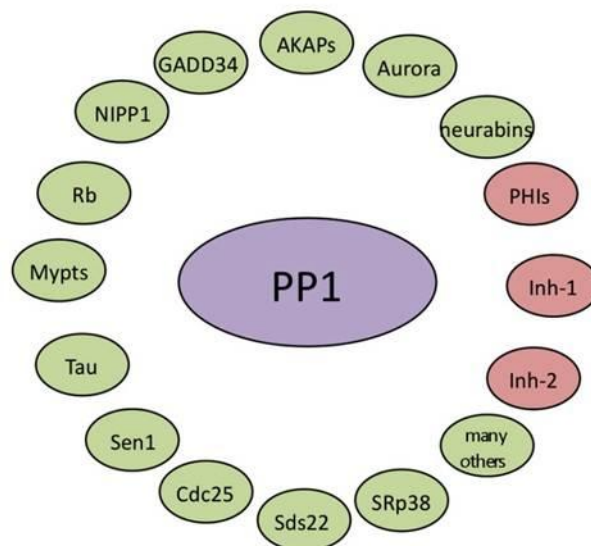 AKAPs
Aurora
neurabins
PHIs
Inh-1
Inh-2
many
others
SRp38
Sds22
Cdc25
Sen1
Tau
Mypts
Rb
NIPP1
GADD34
PP1